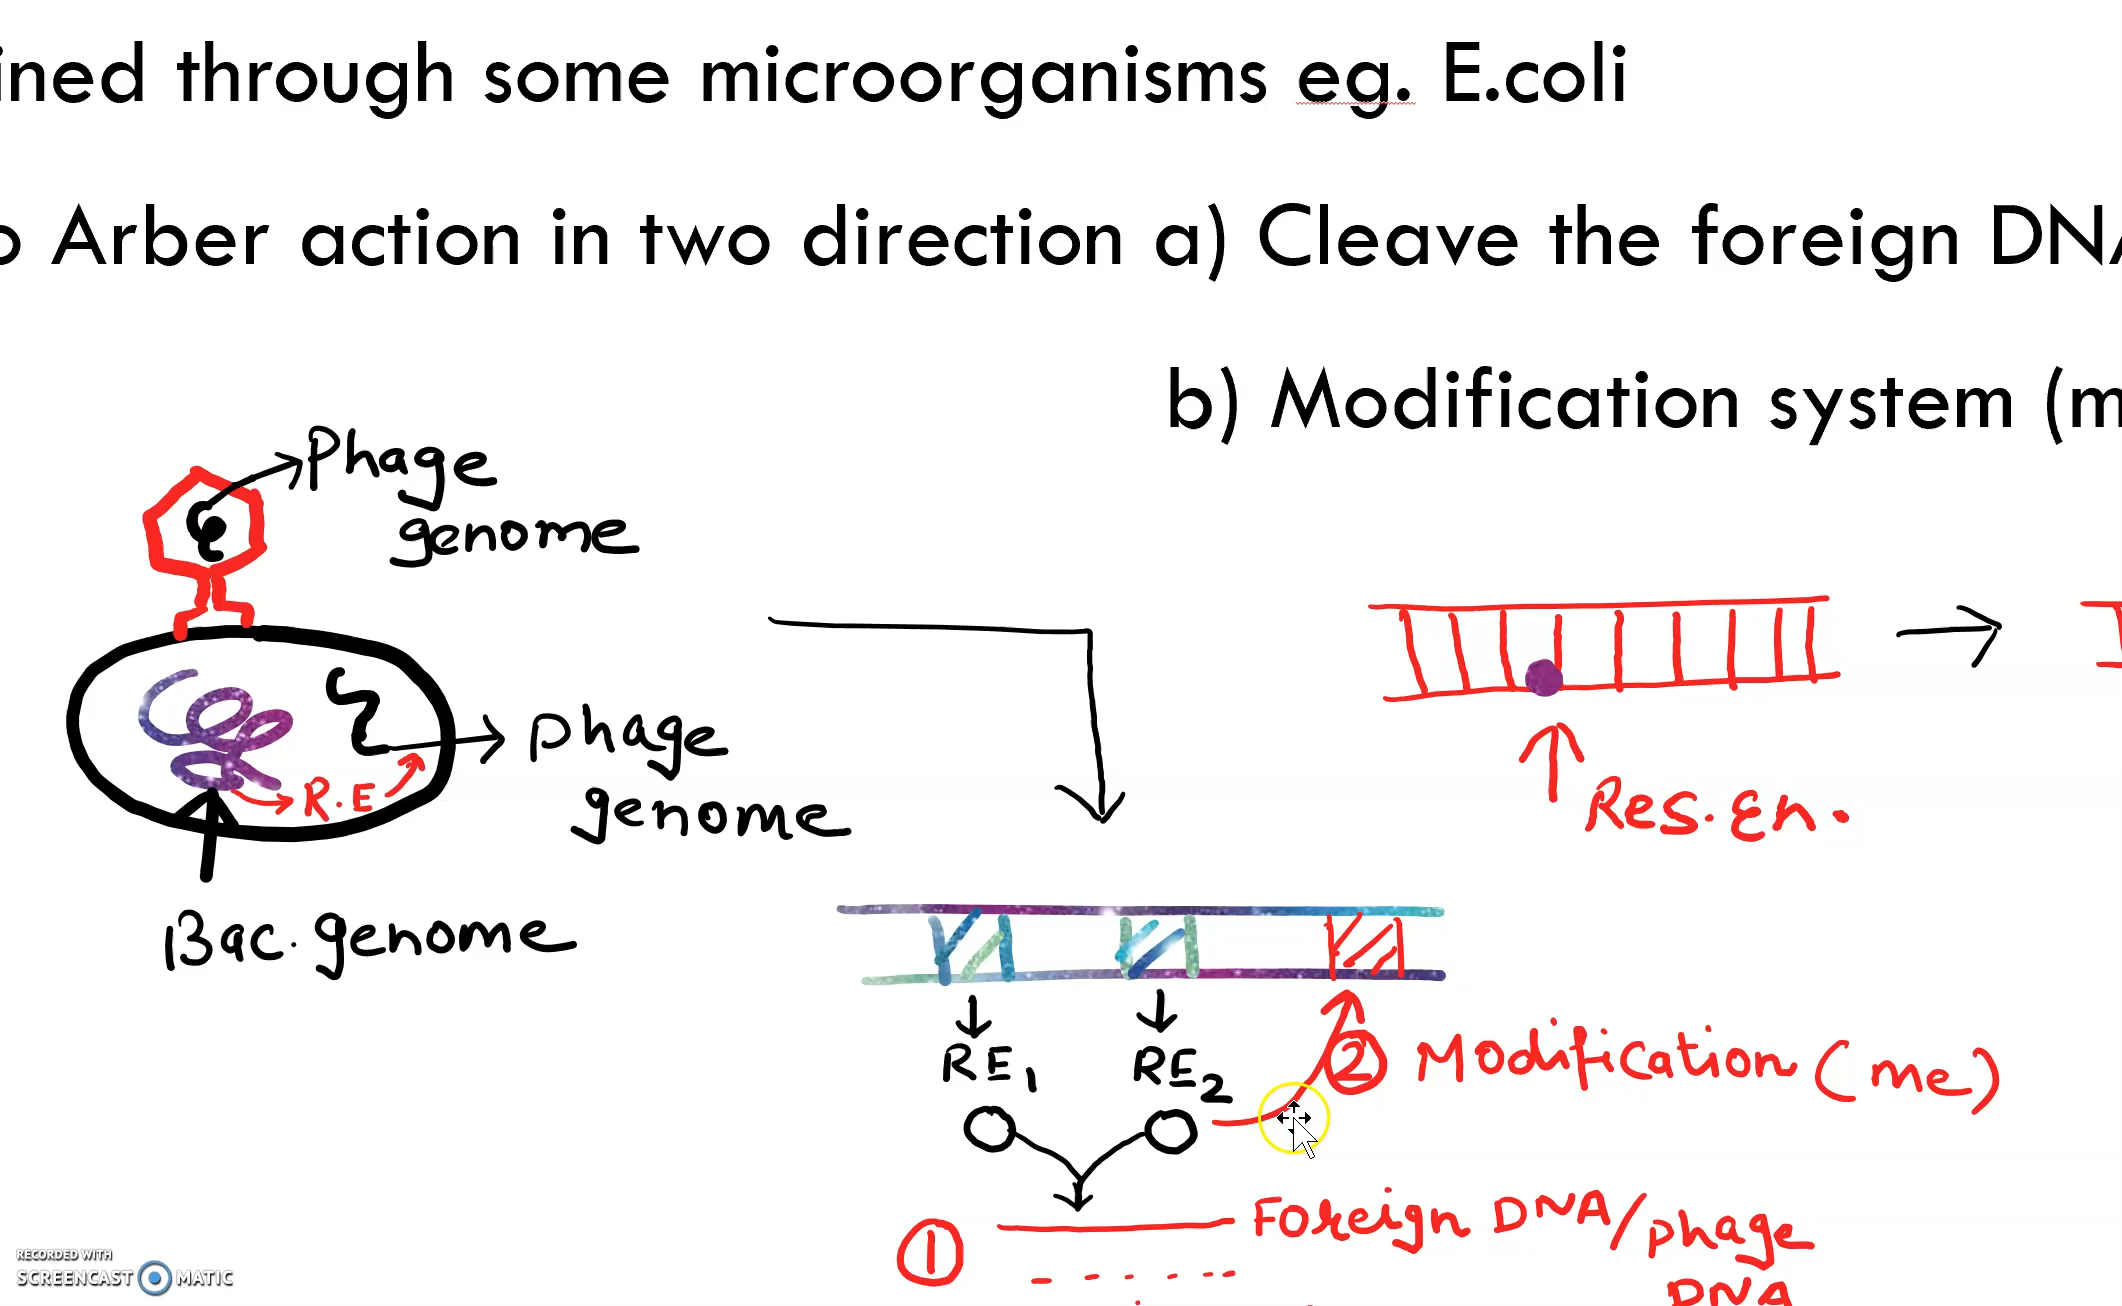 ined through some microorganisms eg. E.coli
o Arber action in two direction a) Cleave the foreign DNA
b) Modification system (m
Phage
genome
Phage
genome
R.E
Res. En.
Bac. genome
RE1
RE2
② Modification (me)
① Foreign DNA/phage
DNA
RECORDED WITH
SCREENCAST MATIC